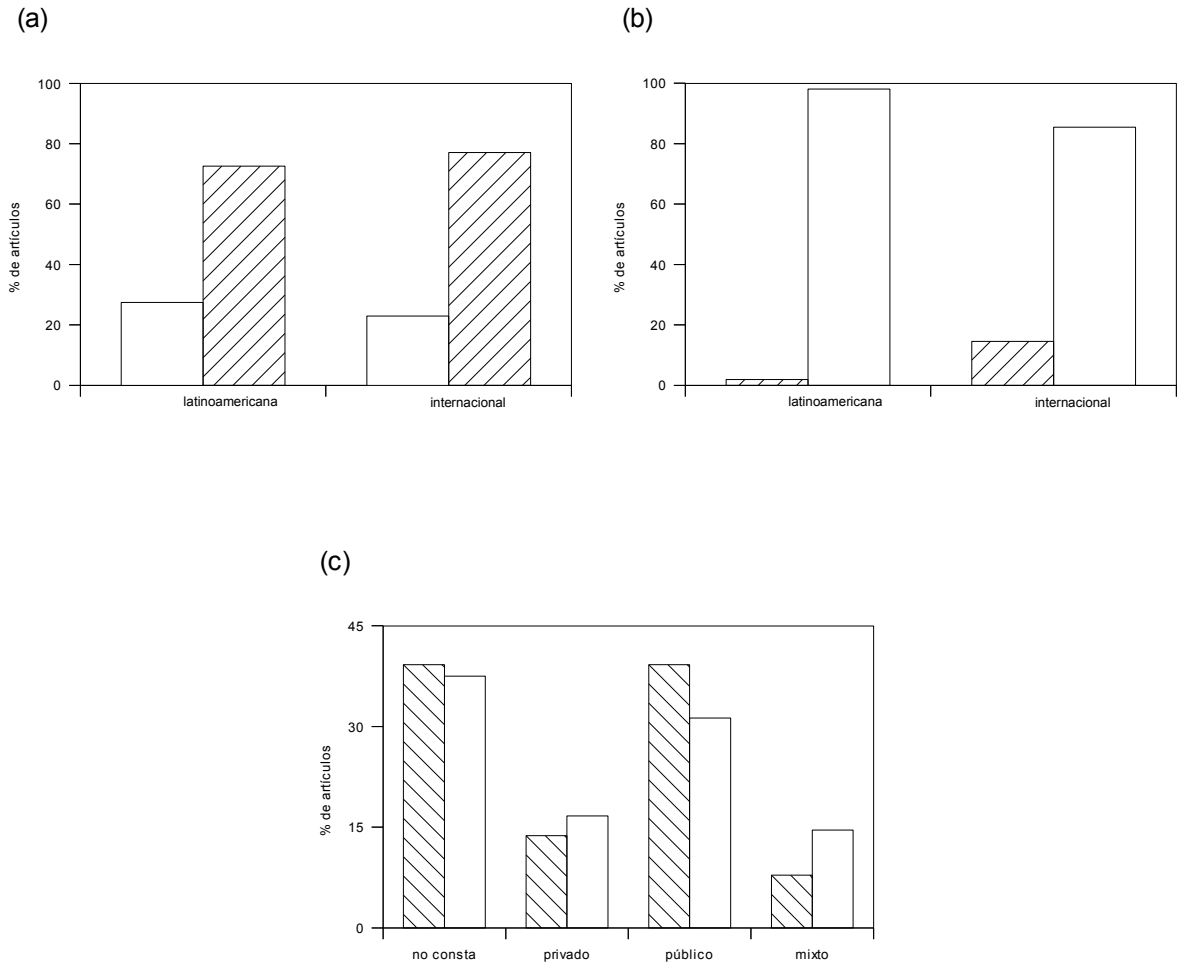 (a)
(b)
% de artículos
100
80
60
40
20
0
latinoamericana
internacional
% de artículos
100
80
60
40
20
0
latinoamericana
internacional
(c)
% de artículos
45
30
15
0
no consta
privado
público
mixto